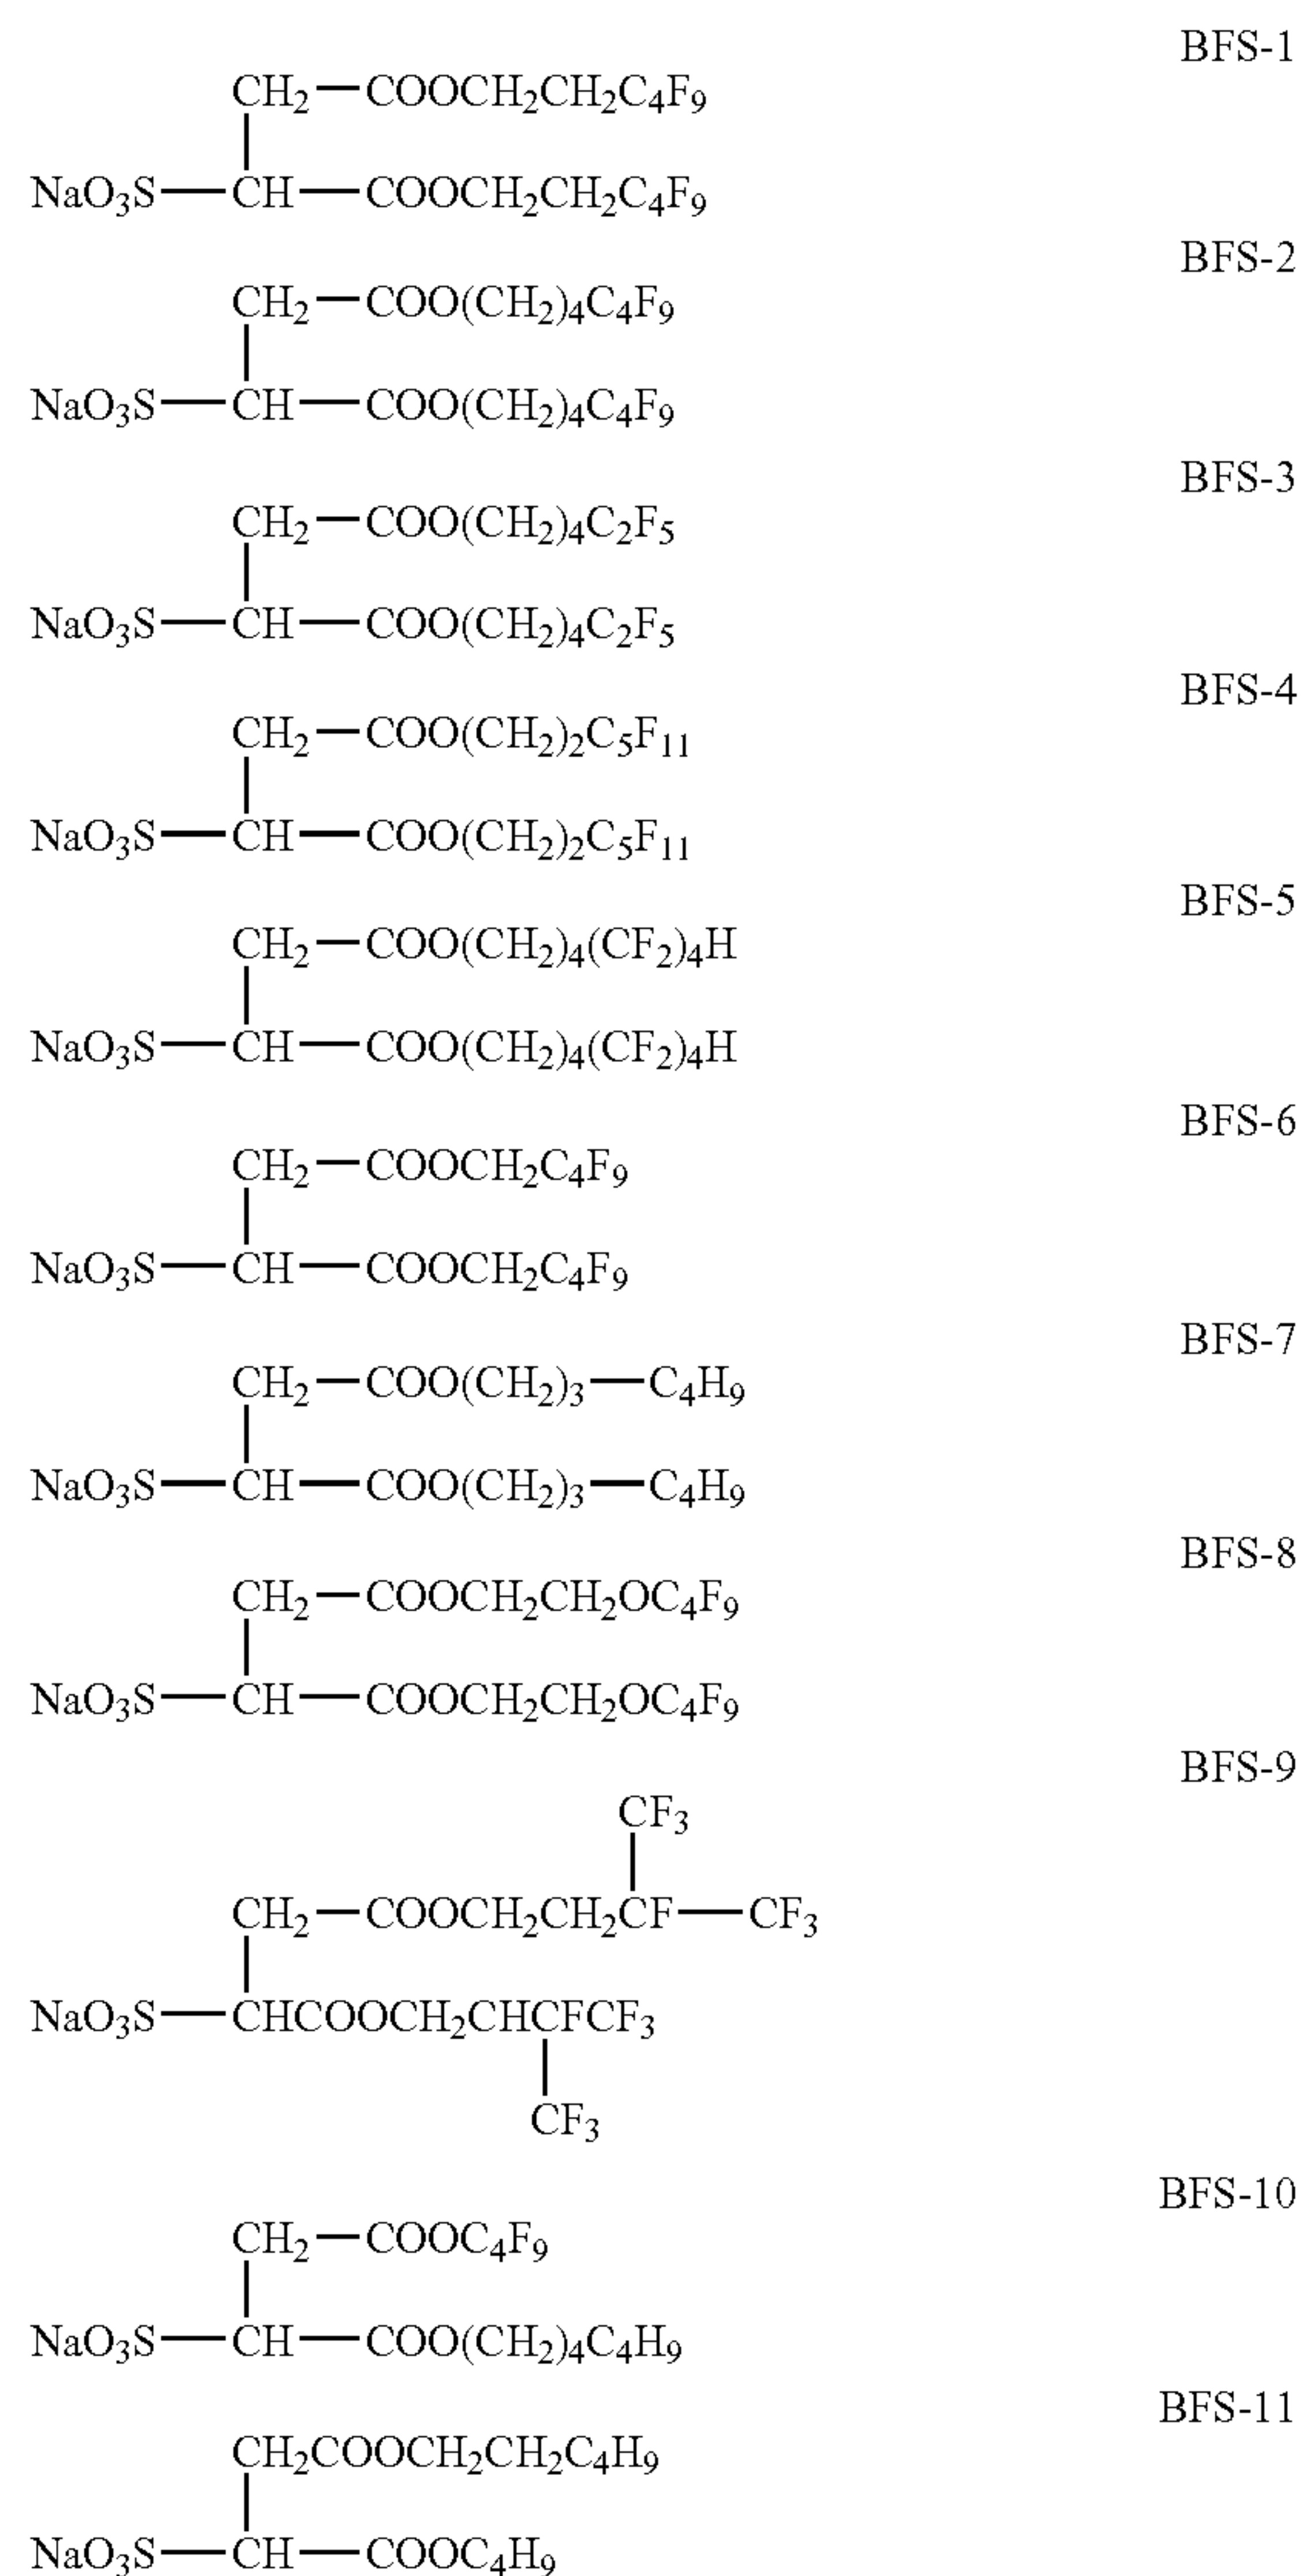 BFS-1
CH₂—COOCH₂CH₂C₄F₉
NaO₃S—CH—COOCH₂CH₂C₄F₉
BFS-2
CH₂—COO(CH₂)₄C₄F₉
NaO₃S—CH—COO(CH₂)₄C₄F₉
BFS-3
CH₂—COO(CH₂)₄C₂F₅
NaO₃S—CH—COO(CH₂)₄C₂F₅
BFS-4
CH₂—COO(CH₂)₂C₅F₁₁
NaO₃S—CH—COO(CH₂)₂C₅F₁₁
BFS-5
CH₂—COO(CH₂)₄(CF₂)₄H
NaO₃S—CH—COO(CH₂)₄(CF₂)₄H
BFS-6
CH₂—COOCH₂C₄F₉
NaO₃S—CH—COOCH₂C₄F₉
BFS-7
CH₂—COO(CH₂)₃—C₄H₉
NaO₃S—CH—COO(CH₂)₃—C₄H₉
BFS-8
CH₂—COOCH₂CH₂OC₄F₉
NaO₃S—CH—COOCH₂CH₂OC₄F₉
BFS-9
CF₃
CH₂—COOCH₂CH₂CF—CF₃
NaO₃S—CHCOOCH₂CHCFCF₃
CF₃
BFS-10
CH₂—COOC₄F₉
NaO₃S—CH—COO(CH₂)₄C₄H₉
BFS-11
CH₂COOCH₂CH₂C₄H₉
NaO₃S—CH—COOC₄H₉